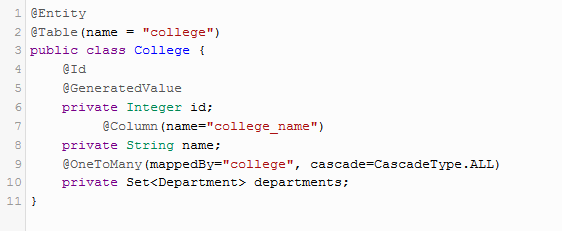 1 @Entity
2 @Table(name = "college")
3 public class College {
4 @Id
5 @GeneratedValue
6 private Integer id;
7 @Column(name="college_name")
8 private String name;
9 @OneToMany(mappedBy="college", cascade=CascadeType.ALL)
10 private Set<Department> departments;
11 }